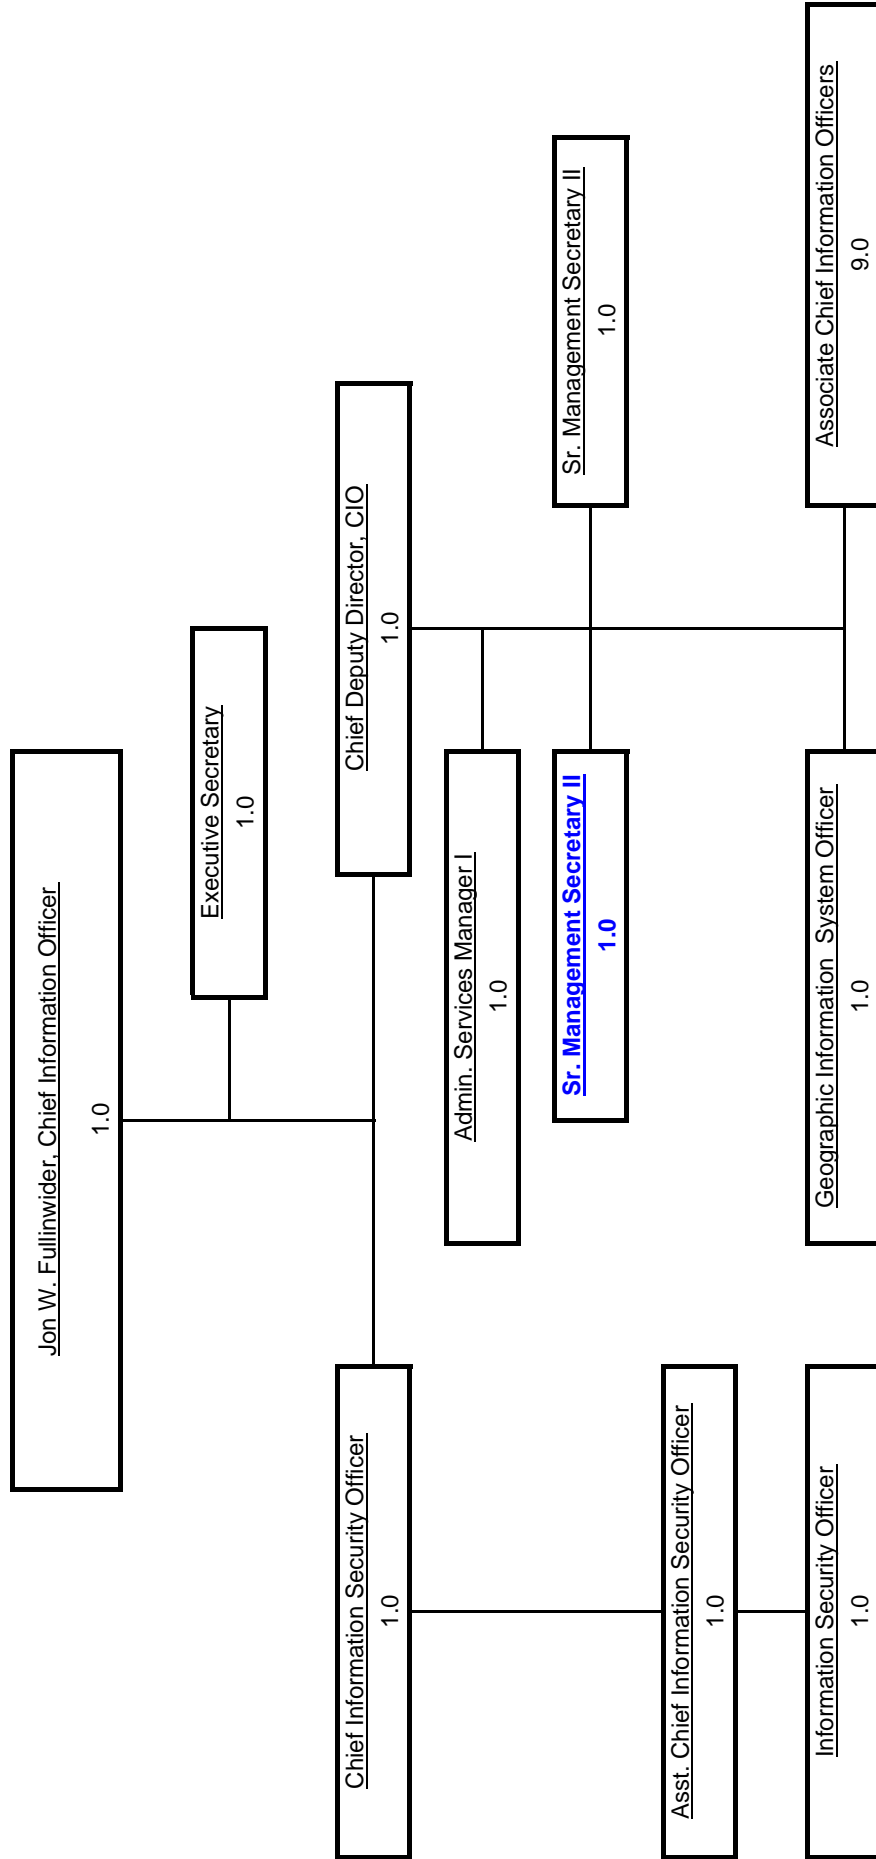 Jon W. Fullinwider, Chief Information Officer
1.0
Executive Secretary
1.0
Chief Information Security Officer
1.0
Chief Deputy Director, CIO
1.0
Admin. Services Manager I
1.0
Sr. Management Secretary II
1.0
Sr. Management Secretary II
1.0
Asst. Chief Information Security Officer
1.0
Information Security Officer
1.0
Geographic Information  System Officer
1.0
Associate Chief Information Officers
9.0